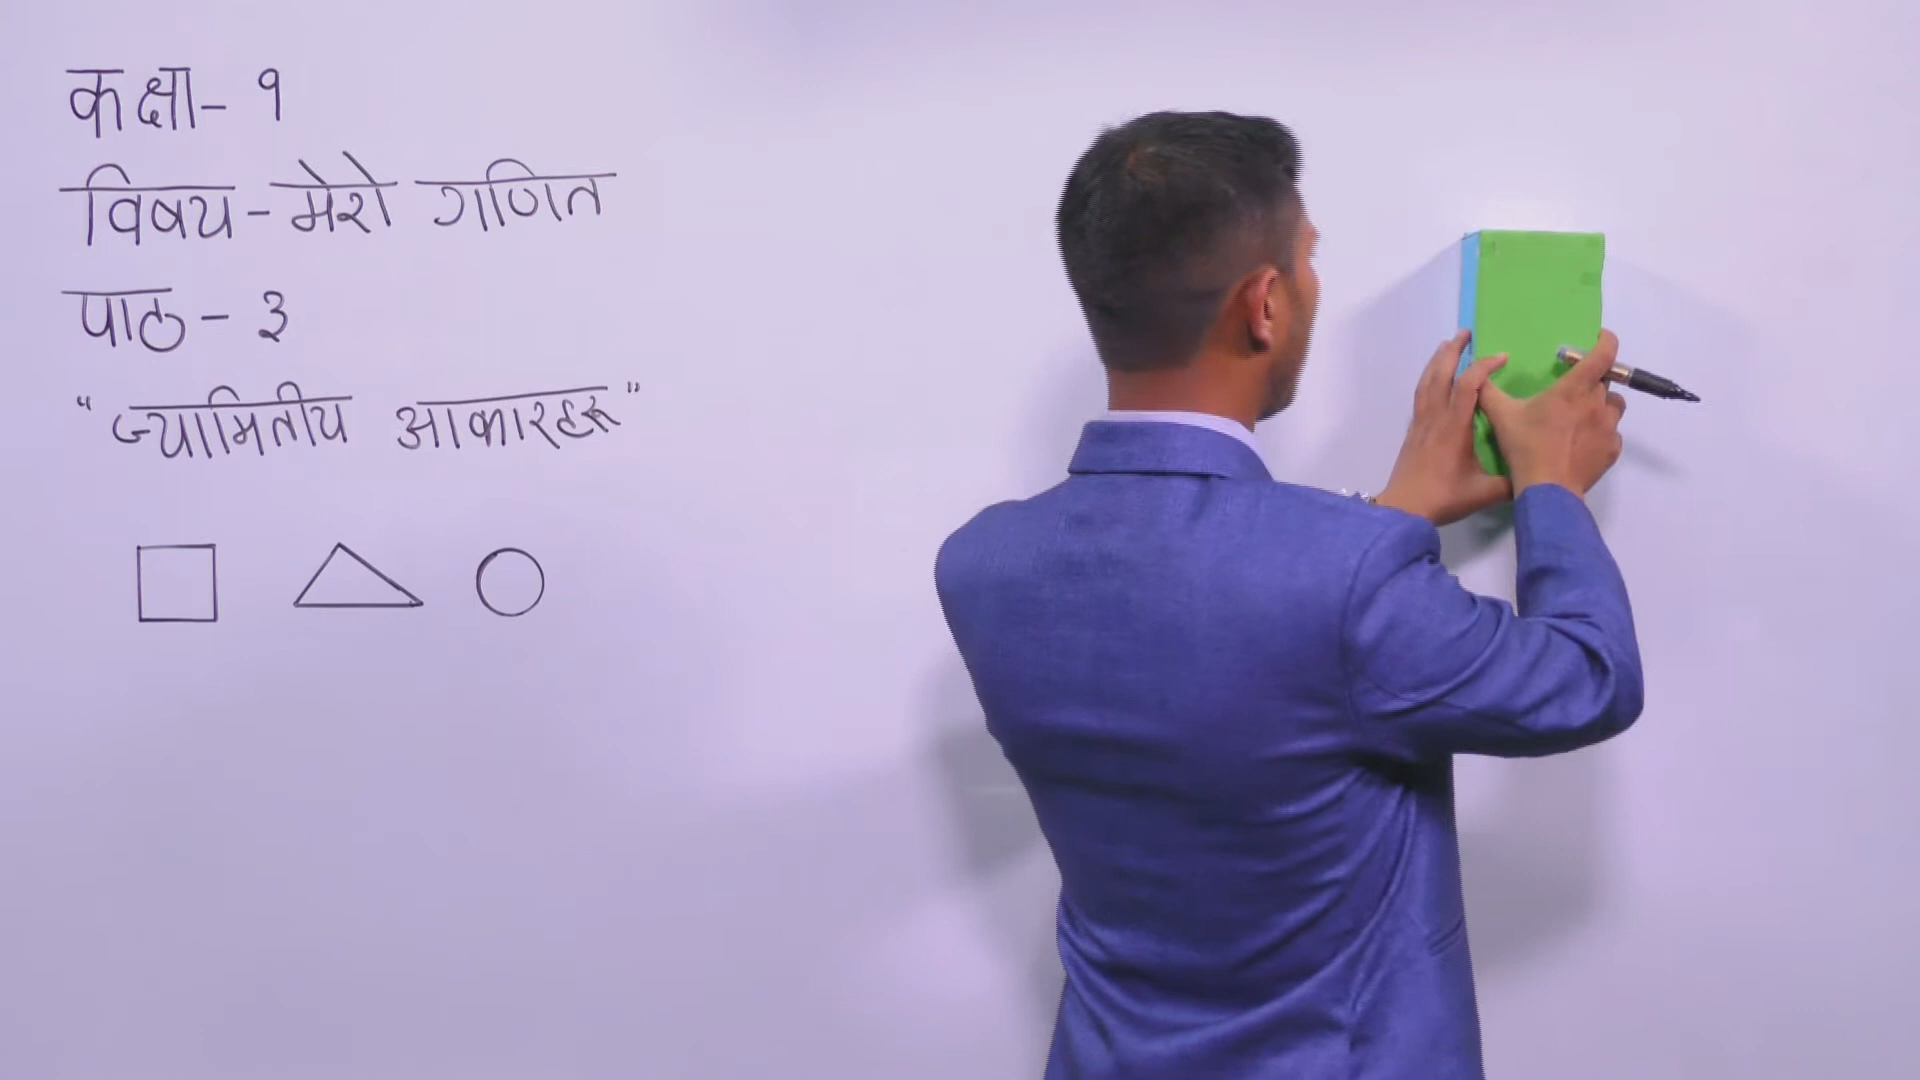 कक्षा- १
विषय - मेरो गणित
पाठ - ३
“ज्यामितीय आकारहरू”